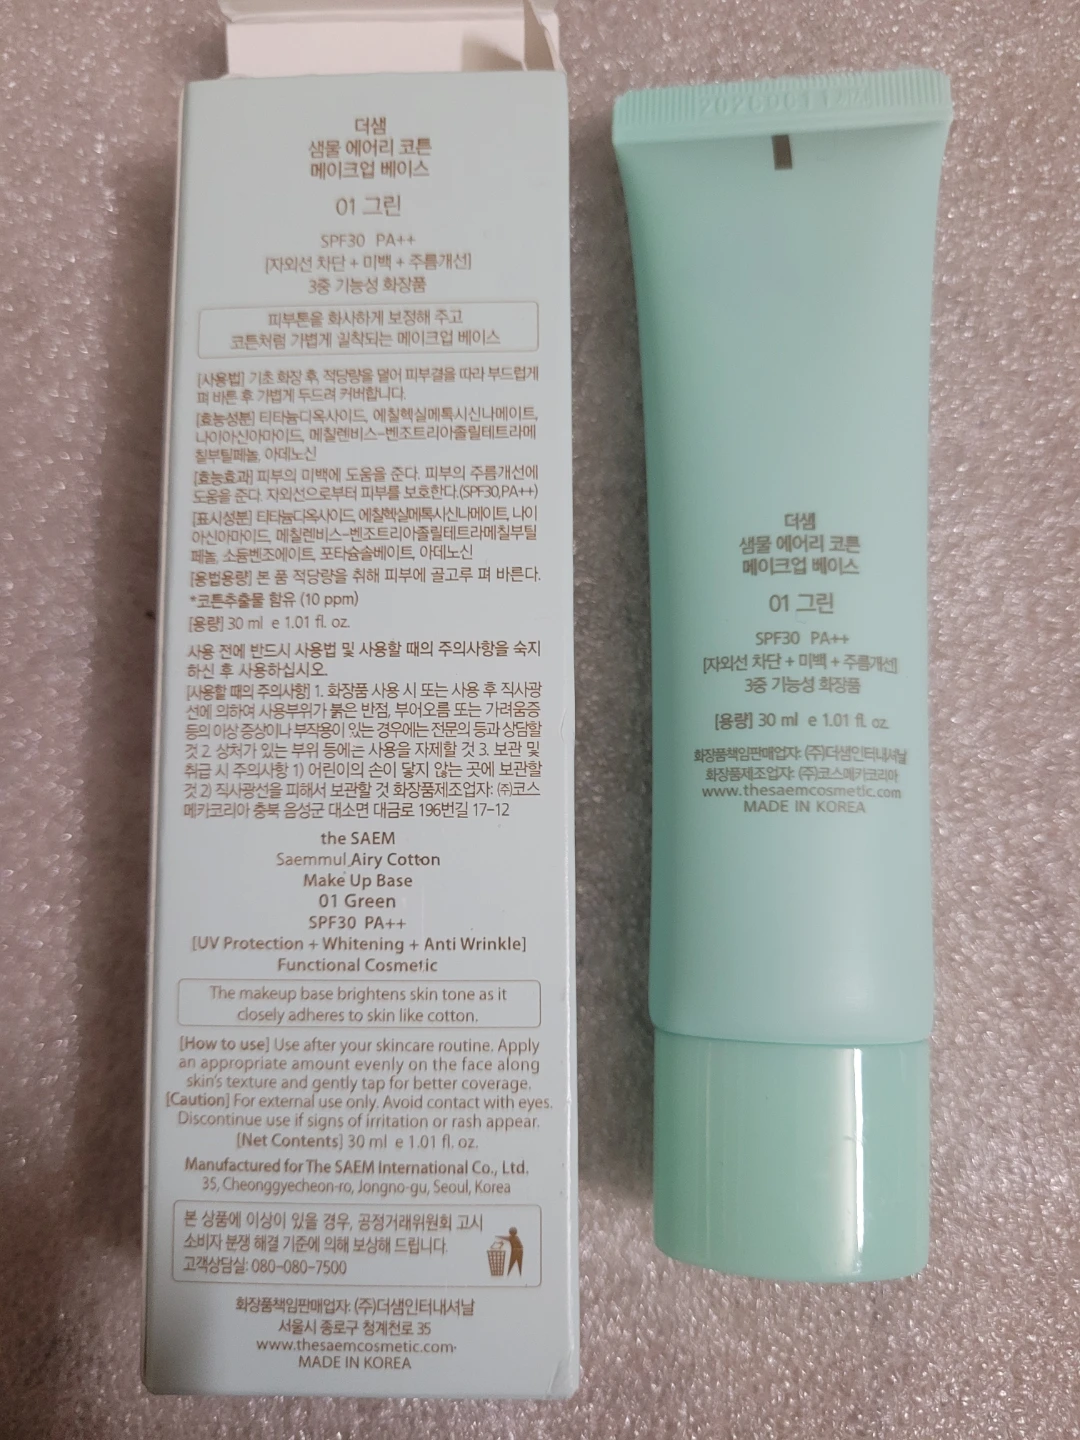 더샘
샘물 에어리 코튼
메이크업 베이스
01 그린
SPF30 PA++
[자외선 차단 + 미백 + 주름개선]
3중 기능성 화장품
피부톤을 화사하게 보정해 주고
코튼처럼 가볍게 밀착되는 메이크업 베이스
[사용법] 기초 화장 후, 적당량을 덜어 피부결을 따라 부드럽게
펴 바른 후 가볍게 두드려 커버합니다.
[효능성분] 티타늄디옥사이드, 에칠헥실메톡시신나메이트,
나이아신아마이드, 메칠렌비스-벤조트리아졸릴테트라메
칠부틸페놀, 아데노신
[효능효과] 피부의 미백에 도움을 준다. 피부의 주름개선에
도움을 준다. 자외선으로부터 피부를 보호한다.(SPF30,PA++)
[표시성분] 티타늄디옥사이드, 에칠헥실메톡시신나메이트, 나이
아신아마이드, 메칠렌비스-벤조트리아졸릴테트라메칠부틸
페놀, 소듐벤조에이트, 포타슘솔베이트, 아데노신
[용법용량] 본 품 적당량을 취해 피부에 골고루 펴 바른다.
*코튼추출물 함유 (10 ppm)
[용량] 30 ml e 1.01 fl. oz.
사용 전에 반드시 사용법 및 사용할 때의 주의사항을 숙지
하신 후 사용하십시오.
[사용할 때의 주의사항] 1. 화장품 사용 시 또는 사용 후 직사광
선에 의하여 사용부위가 붉은 반점, 부어오름 또는 가려움증
등의 이상 증상이나 부작용이 있는 경우에는 전문의 등과 상담할
것 2. 상처가 있는 부위 등에는 사용을 자제할 것 3. 보관 및
취급 시 주의사항 1) 어린이의 손이 닿지 않는 곳에 보관할
것 2) 직사광선을 피해서 보관할 것 화장품제조업자: ㈜코스
메카코리아 충북 음성군 대소면 대금로 196번길 17-12
the SAEM
Saemmul Airy Cotton
Make Up Base
01 Green
SPF30 PA++
[UV Protection + Whitening + Anti Wrinkle]
Functional Cosmetic
The makeup base brightens skin tone as it
closely adheres to skin like cotton.
[How to use] Use after your skincare routine. Apply
an appropriate amount evenly on the face along
skin's texture and gently tap for better coverage.
[Caution] For external use only. Avoid contact with eyes.
Discontinue use if signs of irritation or rash appear.
[Net Contents] 30 ml e 1.01 fl. oz.
Manufactured for The SAEM International Co., Ltd.
35, Cheonggyecheon-ro, Jongno-gu, Seoul, Korea
본 상품에 이상이 있을 경우, 공정거래위원회 고시
소비자 분쟁 해결 기준에 의해 보상해 드립니다.
고객상담실: 080-080-7500
화장품책임판매업자: (주)더샘인터내셔날
서울시 종로구 청계천로 35
www.thesaemcosmetic.com
MADE IN KOREA
더샘
샘물 에어리 코튼
메이크업 베이스
01 그린
SPF30 PA++
[자외선 차단 + 미백 + 주름개선]
3중 기능성 화장품
[용량] 30 ml e 1.01 fl. oz.
화장품책임판매업자: (주)더샘인터내셔날
화장품제조업자: (주)코스메카코리아
www.thesaemcosmetic.com
MADE IN KOREA